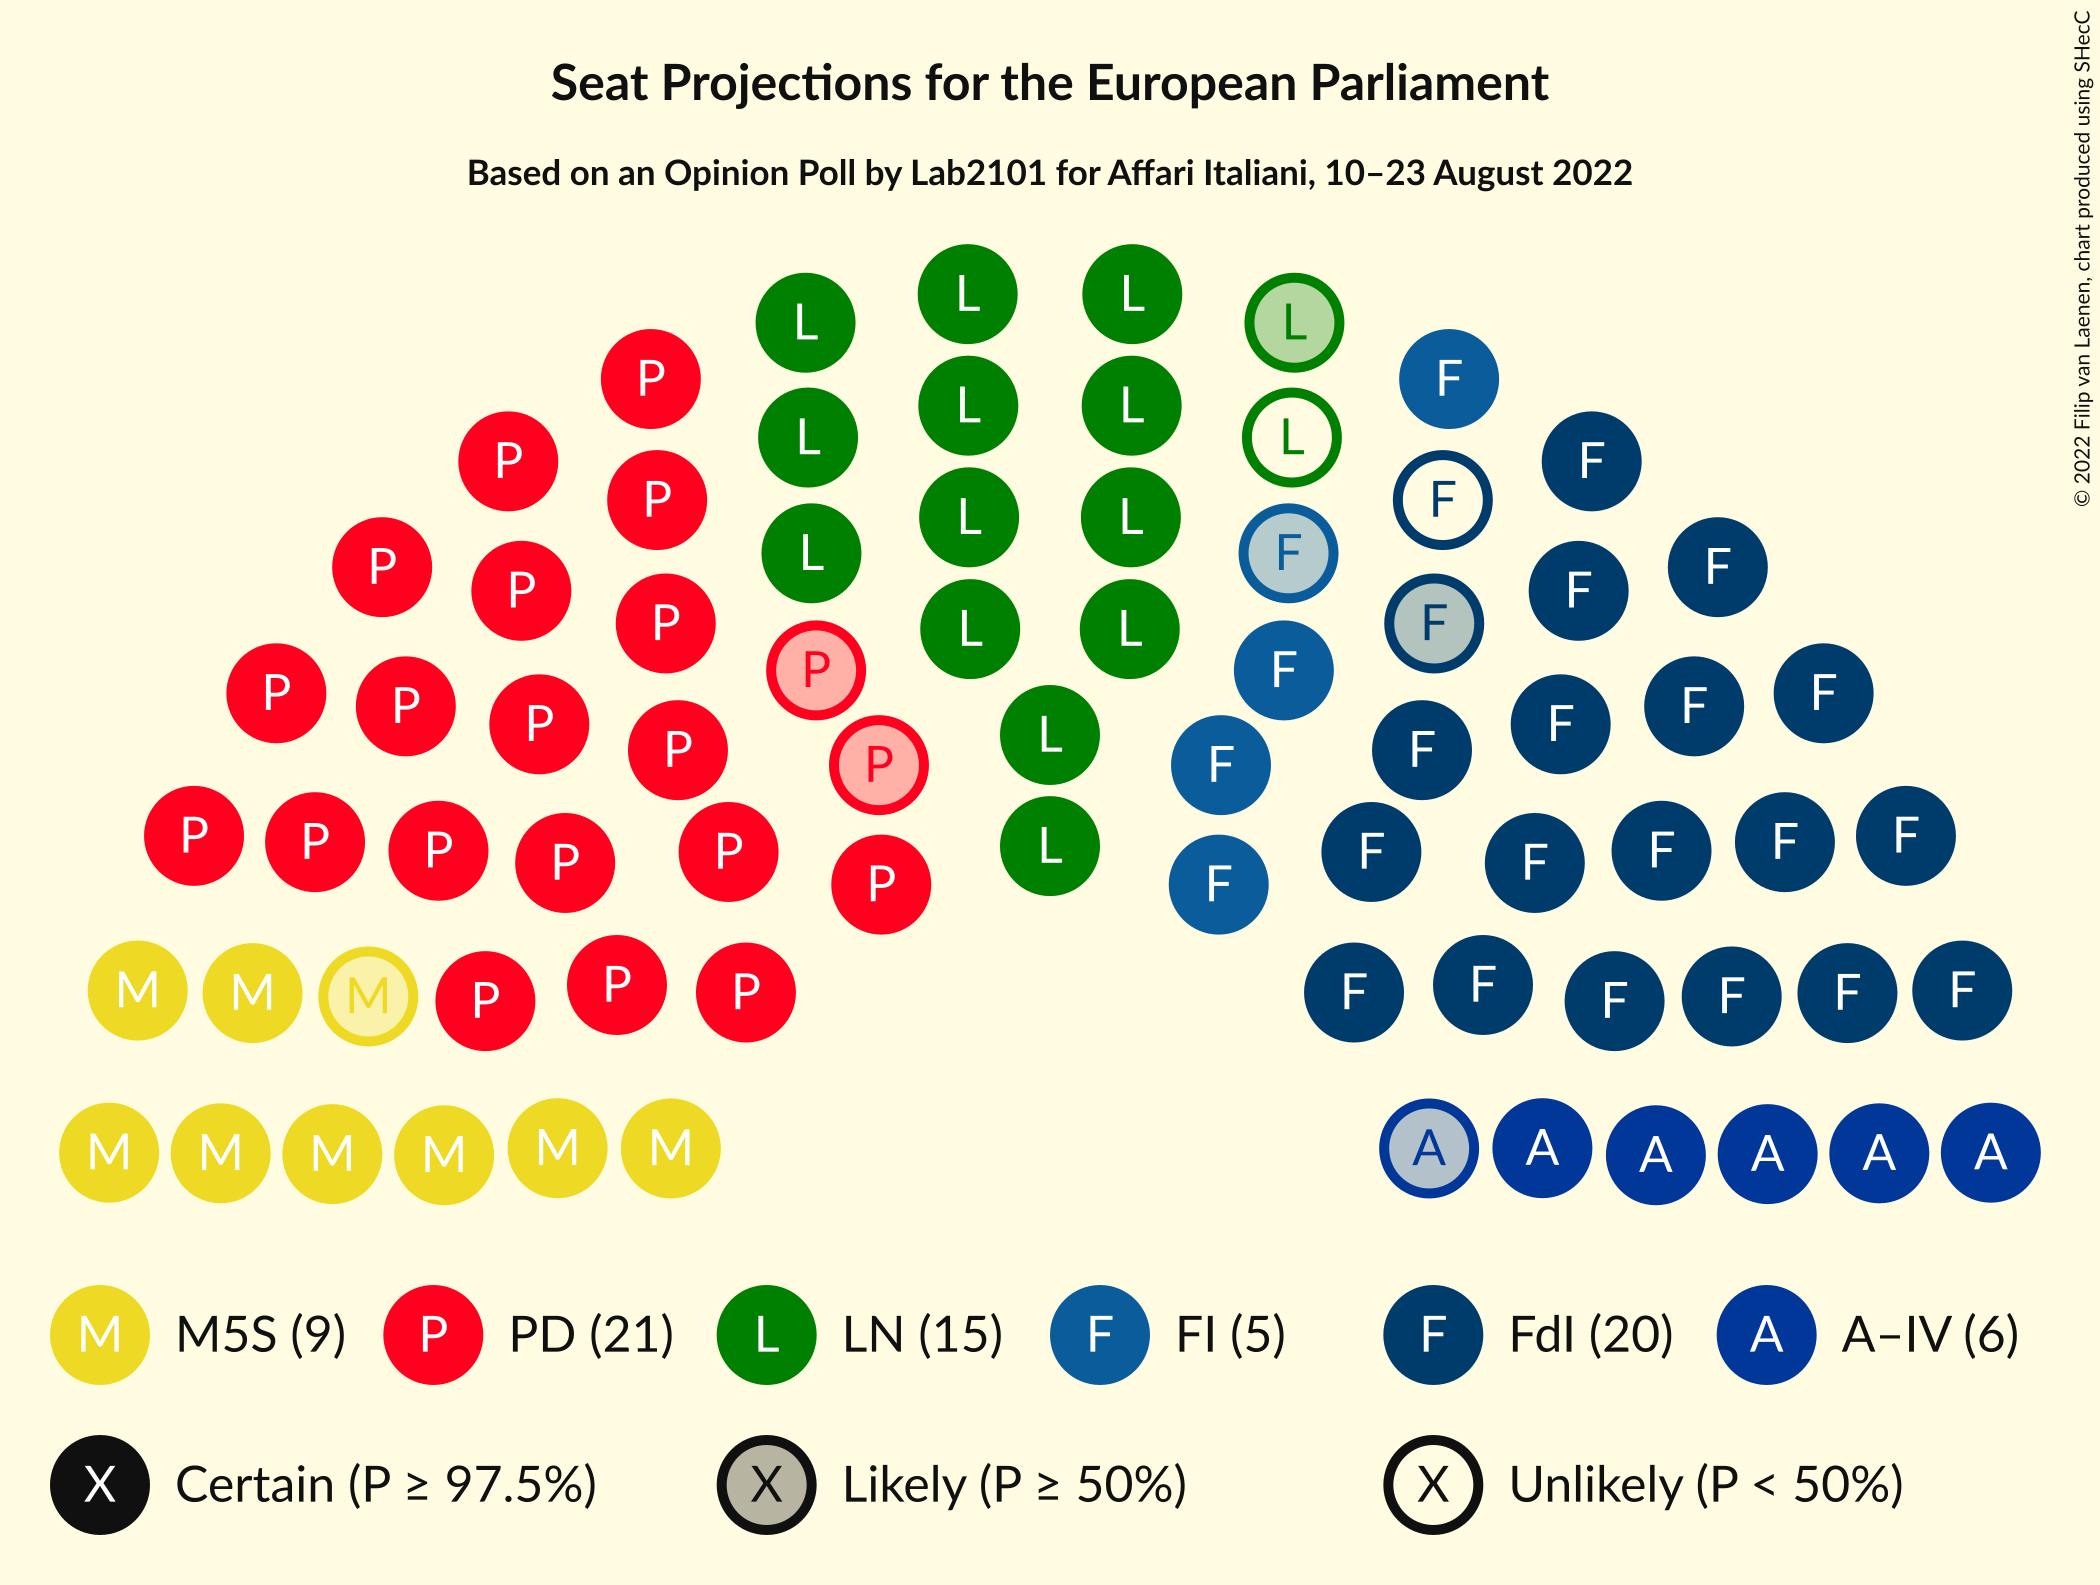 Seat Projections for the European Parliament
Based on an Opinion Poll by Lab2101 for Affari Italiani, 10–23 August 2022
© 2022 Filip van Laenen, chart produced using SHecC
L L
L L
P F
L L
L L
P F
P F
L L
L F
P F
P P F F
P F
L L
P L
P F
P P F F
P P F F
P F
L
P F
P P F F
P P P F F F
L
P F
M M M P P P F F F F F F
M M M M M M A A A A A A
M M5S (9) P PD (21) L LN (15) F FI (5) F FdI (20) A A–IV (6)
X Certain (P ≥ 97.5%) X Likely (P ≥ 50%) X Unlikely (P < 50%)